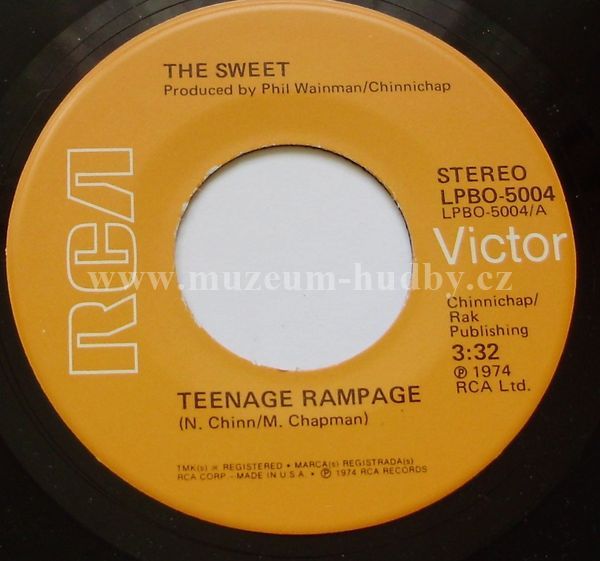 THE SWEET
Produced by Phil Wainman/Chinnichap
RCA
STEREO
LPBO-5004
LPBO-5004/A
Victor
www.muzeum-hudby.cz
Chinnichap/
Rak
Publishing
3:32
℗ 1974
RCA Ltd.
TEENAGE RAMPAGE
(N. Chinn/M. Chapman)
TMK(s) ® REGISTERED • MARCA(s) REGISTRADA(s)
RCA CORP – MADE IN U.S.A. • ℗ 1974 RCA RECORDS